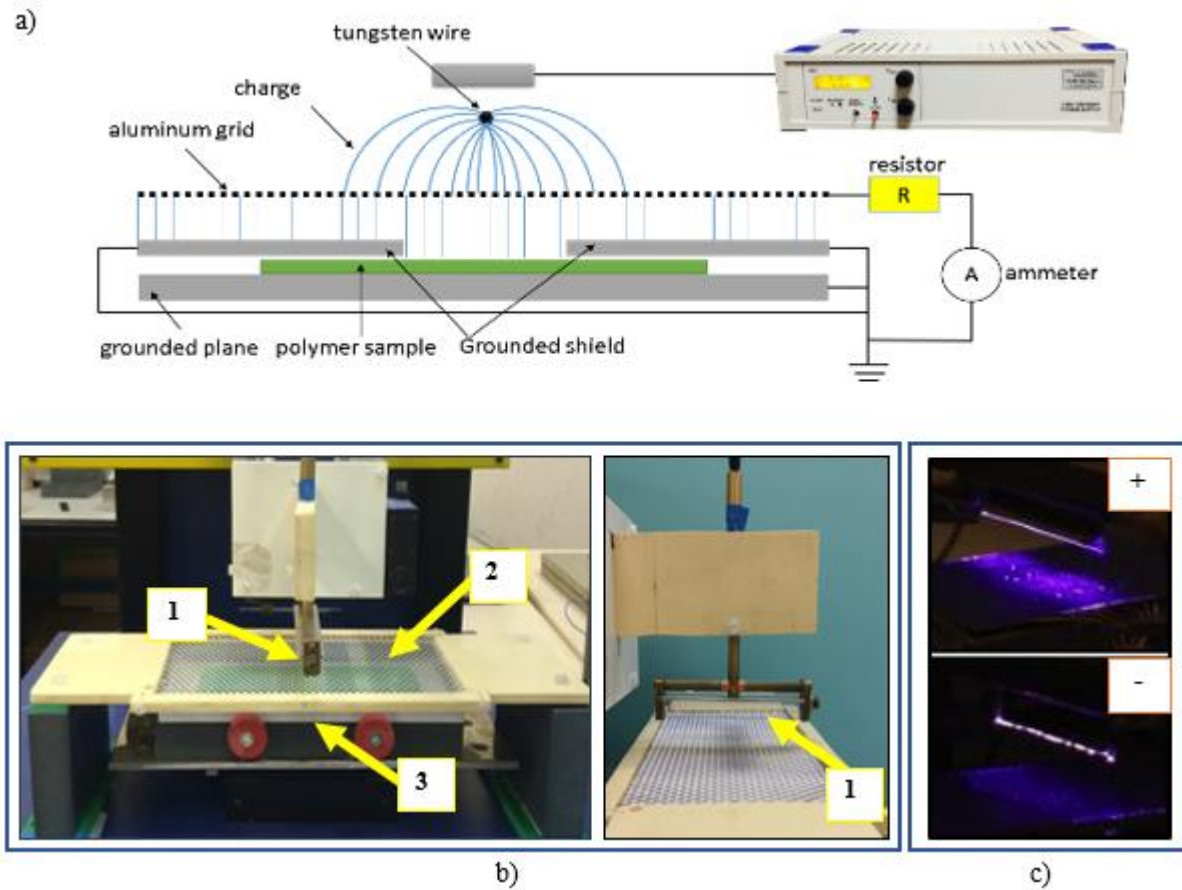 a)
tungsten wire
charge
aluminum grid
resistor
R
A
ammeter
grounded plane
polymer sample
Grounded shield
1
2
3
1
+
-
b)
c)